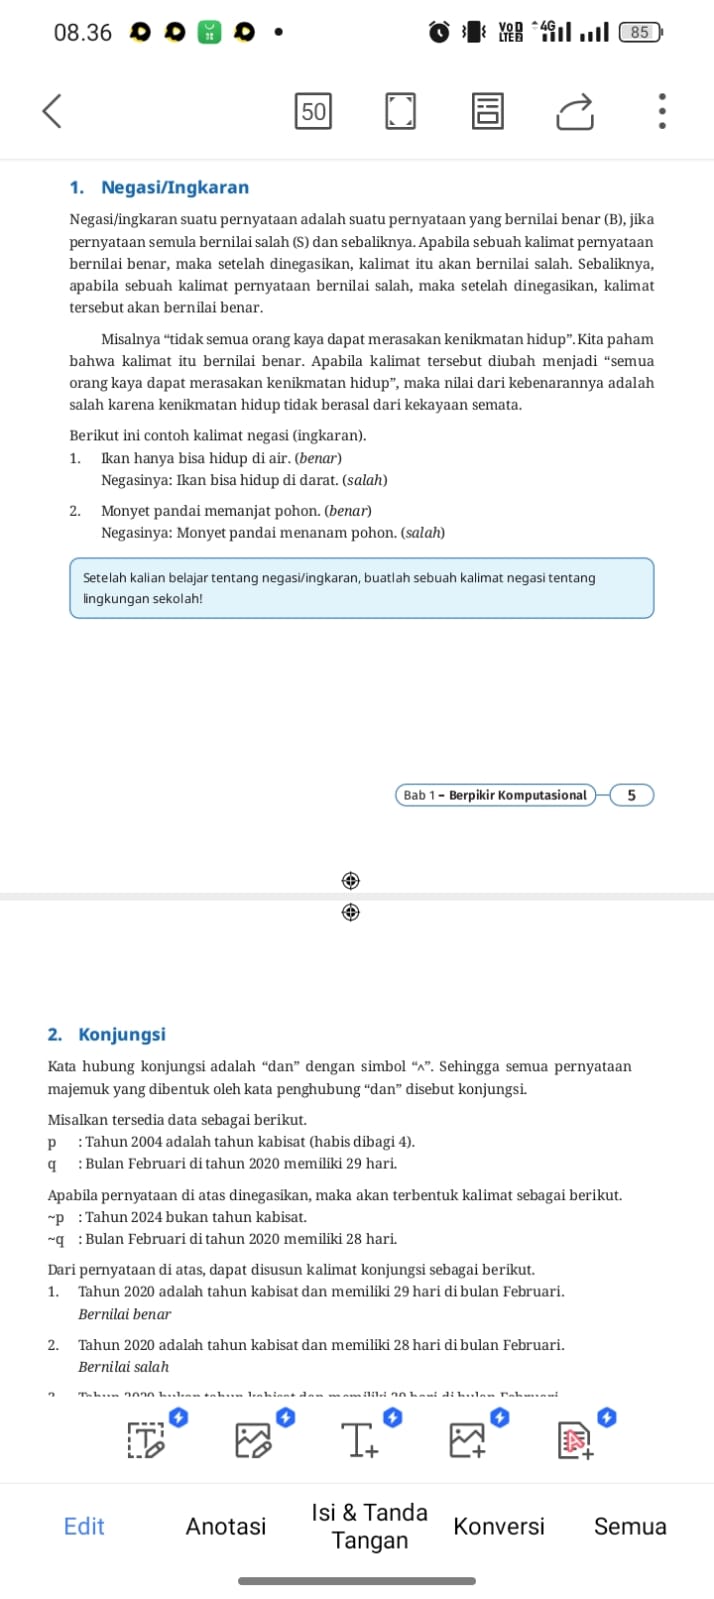 08.36
VoD
LTE2
4G
85
50
1. Negasi/Ingkaran
Negasi/ingkaran suatu pernyataan adalah suatu pernyataan yang bernilai benar (B), jika
pernyataan semula bernilai salah (S) dan sebaliknya. Apabila sebuah kalimat pernyataan
bernilai benar, maka setelah dinegasikan, kalimat itu akan bernilai salah. Sebaliknya,
apabila sebuah kalimat pernyataan bernilai salah, maka setelah dinegasikan, kalimat
tersebut akan bernilai benar.
Misalnya “tidak semua orang kaya dapat merasakan kenikmatan hidup”. Kita paham
bahwa kalimat itu bernilai benar. Apabila kalimat tersebut diubah menjadi “semua
orang kaya dapat merasakan kenikmatan hidup”, maka nilai dari kebenarannya adalah
salah karena kenikmatan hidup tidak berasal dari kekayaan semata.
Berikut ini contoh kalimat negasi (ingkaran).
1. Ikan hanya bisa hidup di air. (benar)
Negasinya: Ikan bisa hidup di darat. (salah)
2. Monyet pandai memanjat pohon. (benar)
Negasinya: Monyet pandai menanam pohon. (salah)
Setelah kalian belajar tentang negasi/ingkaran, buatlah sebuah kalimat negasi tentang
lingkungan sekolah!
Bab 1 – Berpikir Komputasional 5
2. Konjungsi
Kata hubung konjungsi adalah “dan” dengan simbol “^”. Sehingga semua pernyataan
majemuk yang dibentuk oleh kata penghubung “dan” disebut konjungsi.
Misalkan tersedia data sebagai berikut.
p : Tahun 2004 adalah tahun kabisat (habis dibagi 4).
q : Bulan Februari di tahun 2020 memiliki 29 hari.
Apabila pernyataan di atas dinegasikan, maka akan terbentuk kalimat sebagai berikut.
~p : Tahun 2024 bukan tahun kabisat.
~q : Bulan Februari di tahun 2020 memiliki 28 hari.
Dari pernyataan di atas, dapat disusun kalimat konjungsi sebagai berikut.
1. Tahun 2020 adalah tahun kabisat dan memiliki 29 hari di bulan Februari.
Bernilai benar
2. Tahun 2020 adalah tahun kabisat dan memiliki 28 hari di bulan Februari.
Bernilai salah
Edit
Anotasi
Isi & Tanda
Tangan
Konversi
Semua